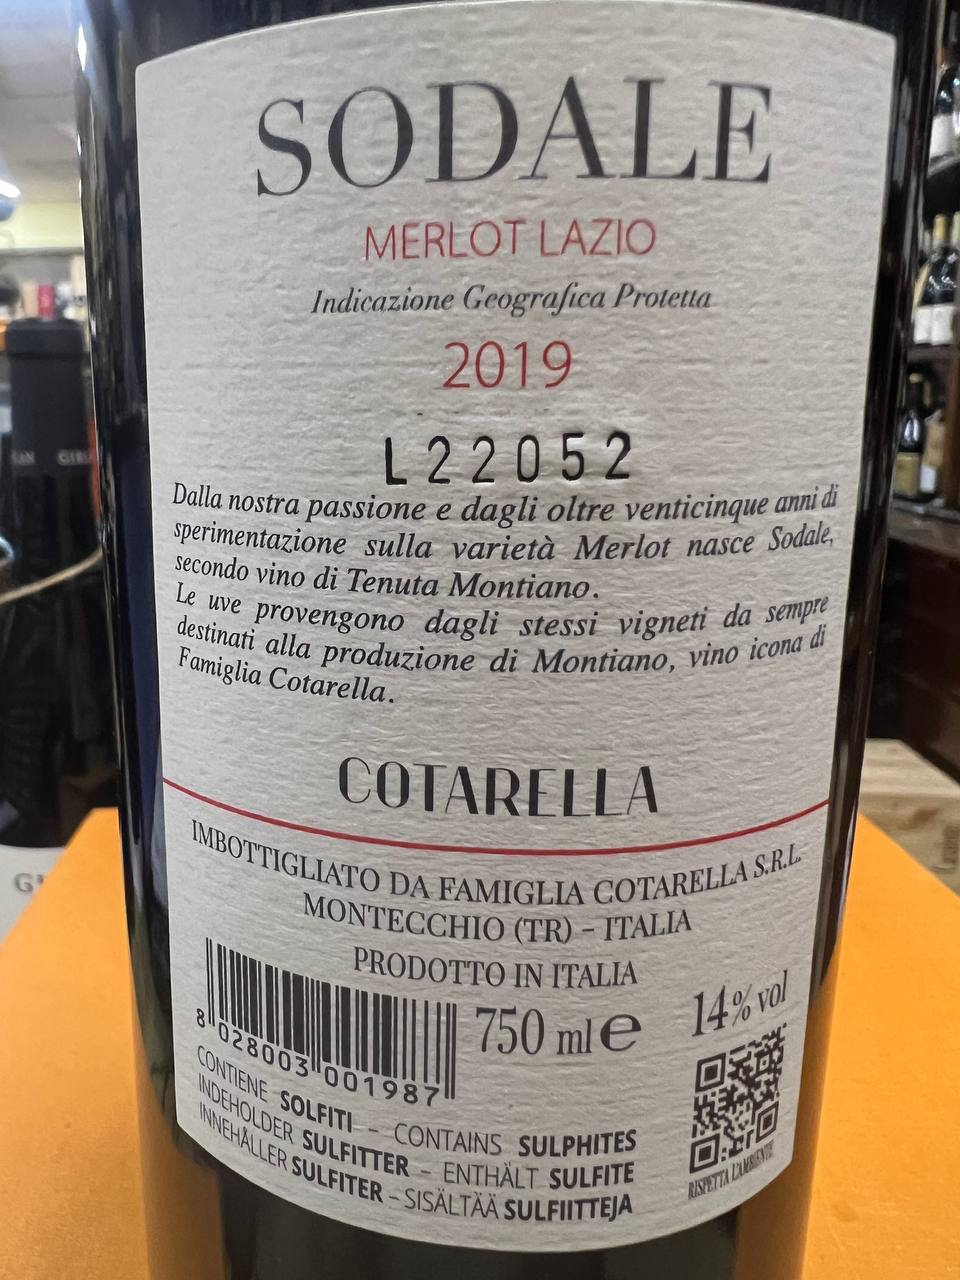 SODALE
MERLOT LAZIO
Indicazione Geografica Protetta
2019
L22052
Dalla nostra passione e dagli oltre venticinque anni di
sperimentazione sulla varietà Merlot nasce Sodale,
secondo vino di Tenuta Montiano.
Le uve provengono dagli stessi vigneti da sempre
destinati alla produzione di Montiano, vino icona di
Famiglia Cotarella.
COTARELLA
IMBOTTIGLIATO DA FAMIGLIA COTARELLA S.R.L.
MONTECCHIO (TR) - ITALIA
PRODOTTO IN ITALIA
750 ml e
14% vol
8 028003 001987
CONTIENE SOLFITI - CONTAINS SULPHITES
INDEHOLDER SULFITTER - ENTHÄLT SULFITE
INNEHÅLLER SULFITER - SISÄLTÄÄ SULFIITTEJA
RISPETTA L'AMBIENTE